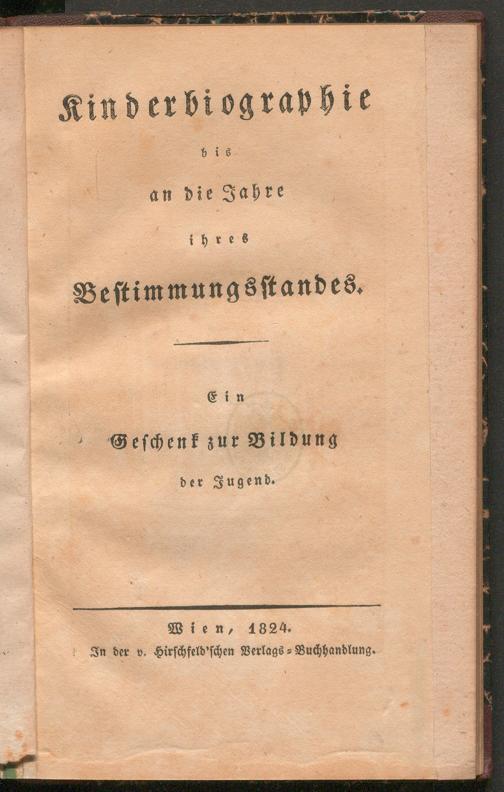 Kinderbiographie
bis
an die Jahre
ihres
Bestimmungsstandes.
Ein
Geschenk zur Bildung
der Jugend.
Wien, 1824.
In der v. Hirschfeld'schen Verlags-Buchhandlung.